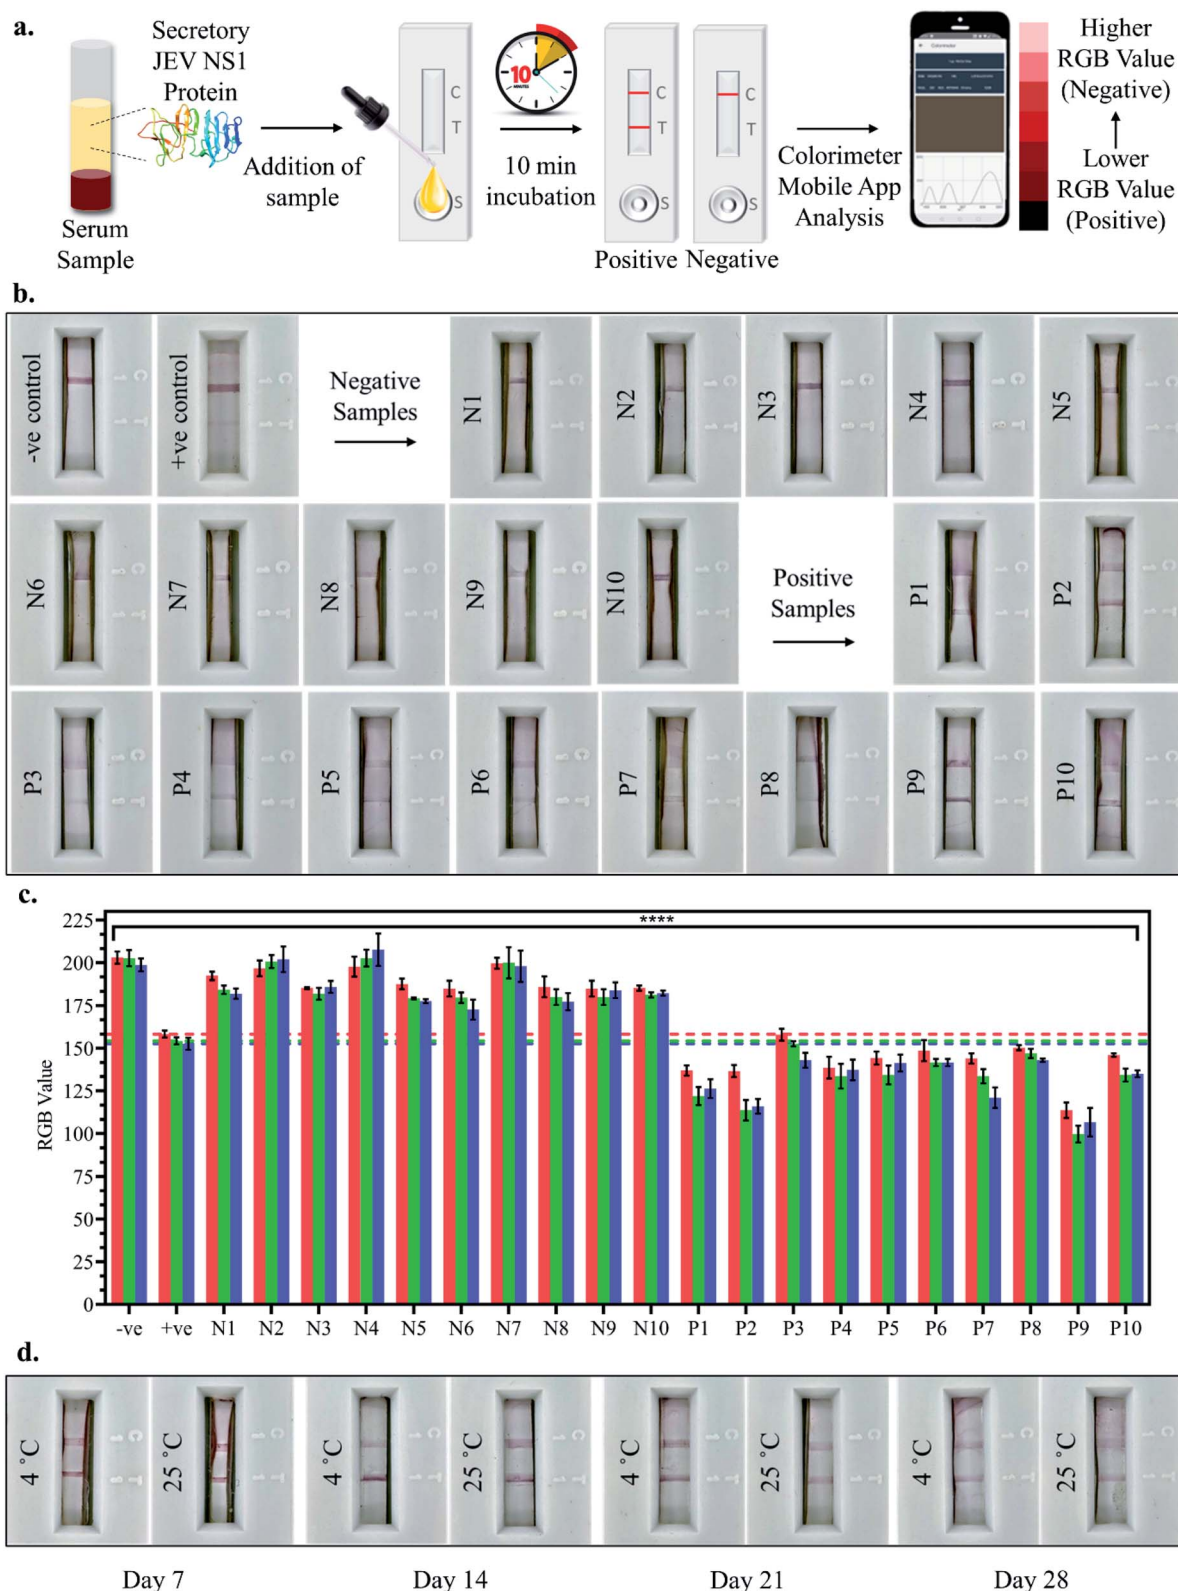 a.
Secretory
JEV NS1
Protein
Serum
Sample
Addition of
sample
C
T
S
10
MINUTES
10 min
incubation
C
T
S
Positive
C
T
S
Negative
Colorimeter
Mobile App
Analysis
Colorimeter
Higher
RGB Value
(Negative)
Lower
RGB Value
(Positive)
b.
-ve control
C
T
+ve control
C
T
Negative
Samples
N1
C
T
N2
C
T
N3
C
T
N4
C
T
N5
C
T
N6
C
T
N7
C
T
N8
C
T
N9
C
T
N10
C
T
Positive
Samples
P1
C
T
P2
C
T
P3
C
T
P4
C
T
P5
C
T
P6
C
T
P7
C
T
P8
C
T
P9
C
T
P10
C
T
c.
****
RGB Value
225
200
175
150
125
100
75
50
25
0
-ve +ve N1 N2 N3 N4 N5 N6 N7 N8 N9 N10 P1 P2 P3 P4 P5 P6 P7 P8 P9 P10
d.
4 °C
C
T
25 °C
C
T
4 °C
C
T
25 °C
C
T
4 °C
C
T
25 °C
C
T
4 °C
C
T
25 °C
C
T
Day 7 Day 14 Day 21 Day 28